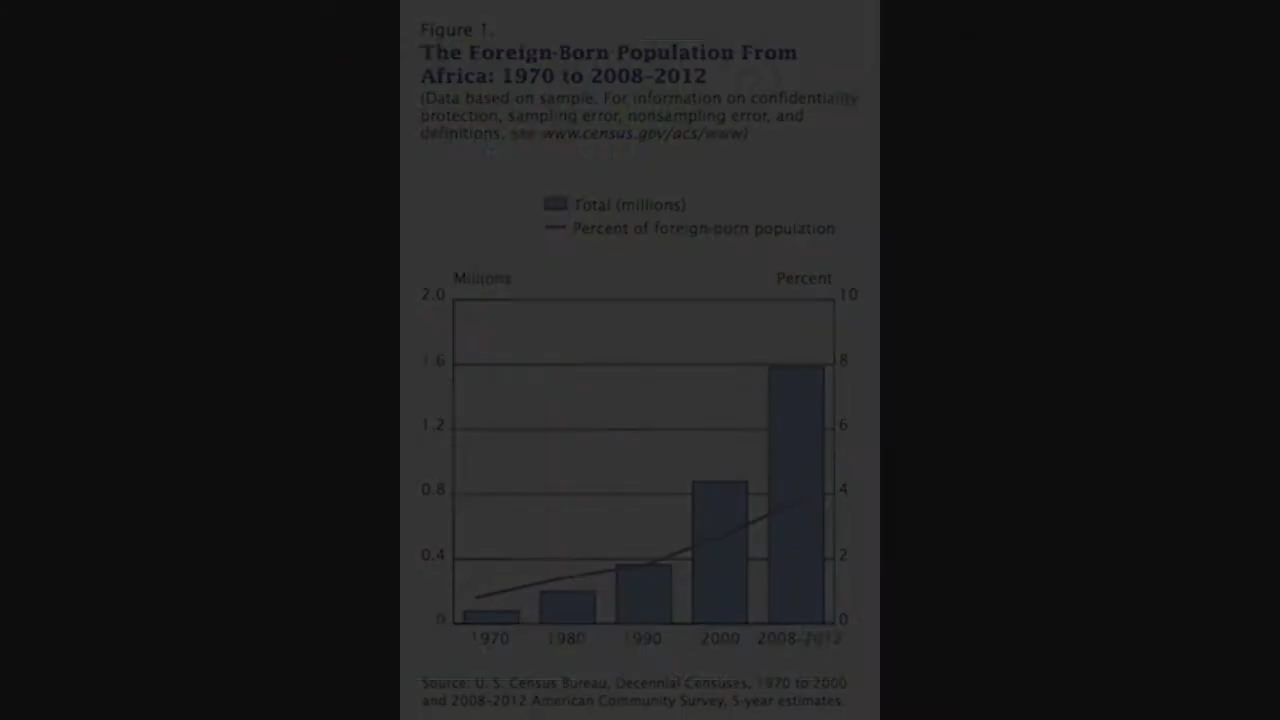 Figure 1.
The Foreign-Born Population From
Africa: 1970 to 2008–2012
(Data based on sample. For information on confidentiality
protection, sampling error, nonsampling error, and
definitions, see www.census.gov/acs/www)
Total (millions)
Percent of foreign-born population
Millions Percent
2.0 10
1.6 8
1.2 6
0.8 4
0.4 2
0 0
1970 1980 1990 2000 2008–2012
Source: U. S. Census Bureau, Decennial Censuses, 1970 to 2000
and 2008–2012 American Community Survey, 5-year estimates.